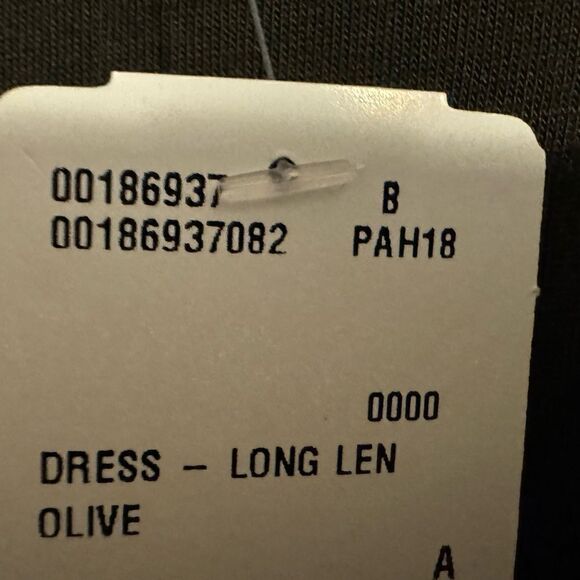 00186937 B
00186937082 PAH18
0000
DRESS – LONG LEN
OLIVE
A